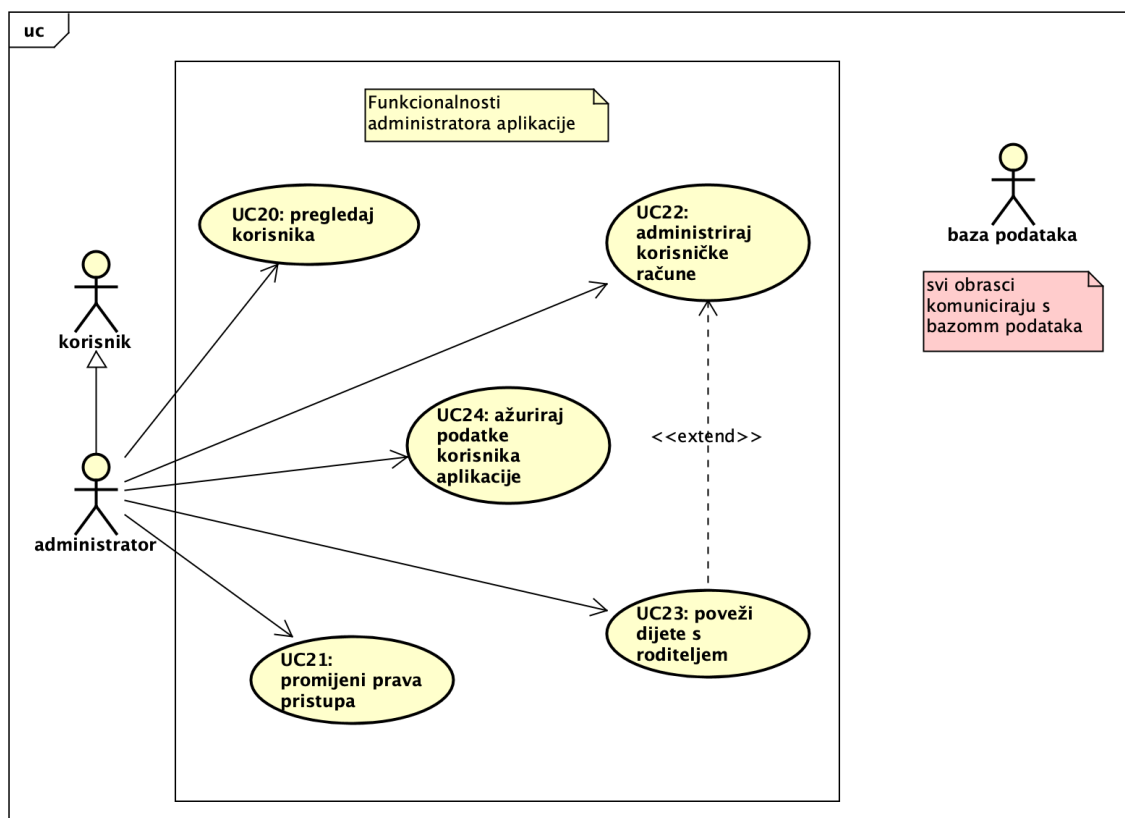 uc
Funkcionalnosti
administratora aplikacije
UC20: pregledaj
korisnika
UC22:
administriraj
korisničke
račune
baza podataka
svi obrasci
komuniciraju s
bazomm podataka
korisnik
UC24: ažuriraj
podatke
korisnika
aplikacije
<<extend>>
administrator
UC23: poveži
dijete s
roditeljem
UC21:
promijeni prava
pristupa